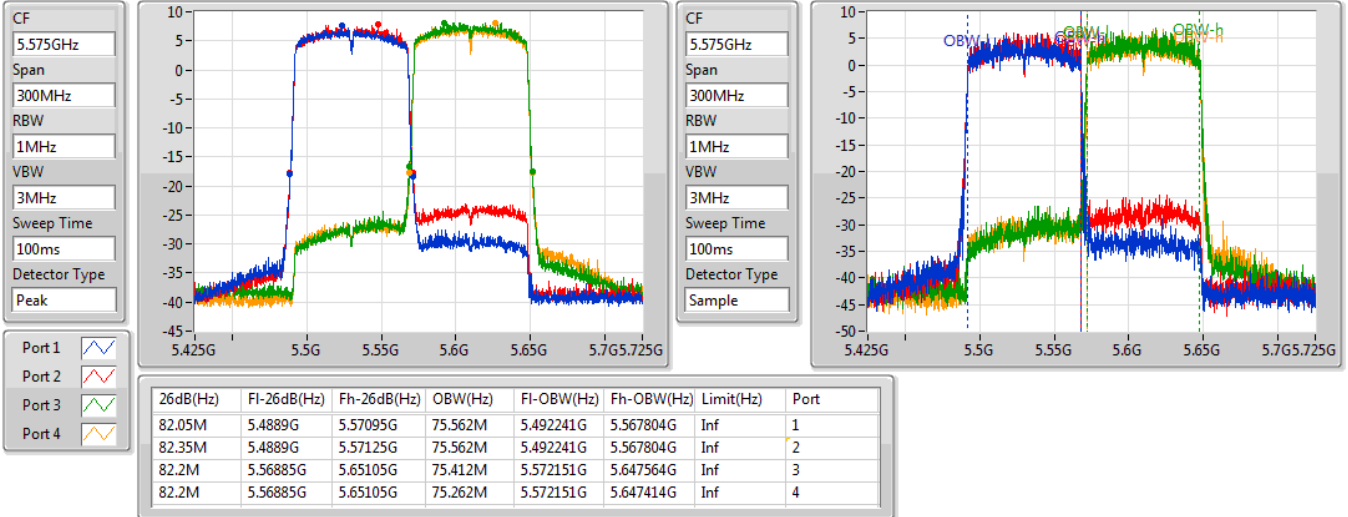 CF
5.575GHz
Span
300MHz
RBW
1MHz
VBW
3MHz
Sweep Time
100ms
Detector Type
Peak
10
5
0
-5
-10
-15
-20
-25
-30
-35
-40
-45
5.425G 5.5G 5.55G 5.6G 5.65G 5.7G 5.725G
CF
5.575GHz
Span
300MHz
RBW
1MHz
VBW
3MHz
Sweep Time
100ms
Detector Type
Sample
10
5
0
-5
-10
-15
-20
-25
-30
-35
-40
-45
-50
OBW-h
5.425G 5.5G 5.55G 5.6G 5.65G 5.7G 5.725G
Port 1
Port 2
Port 3
Port 4
26dB(Hz) Fl-26dB(Hz) Fh-26dB(Hz) OBW(Hz) Fl-OBW(Hz) Fh-OBW(Hz) Limit(Hz) Port
82.05M 5.4889G 5.57095G 75.562M 5.492241G 5.567804G Inf 1
82.35M 5.4889G 5.57125G 75.562M 5.492241G 5.567804G Inf 2
82.2M 5.56885G 5.65105G 75.412M 5.572151G 5.647564G Inf 3
82.2M 5.56885G 5.65105G 75.262M 5.572151G 5.647414G Inf 4